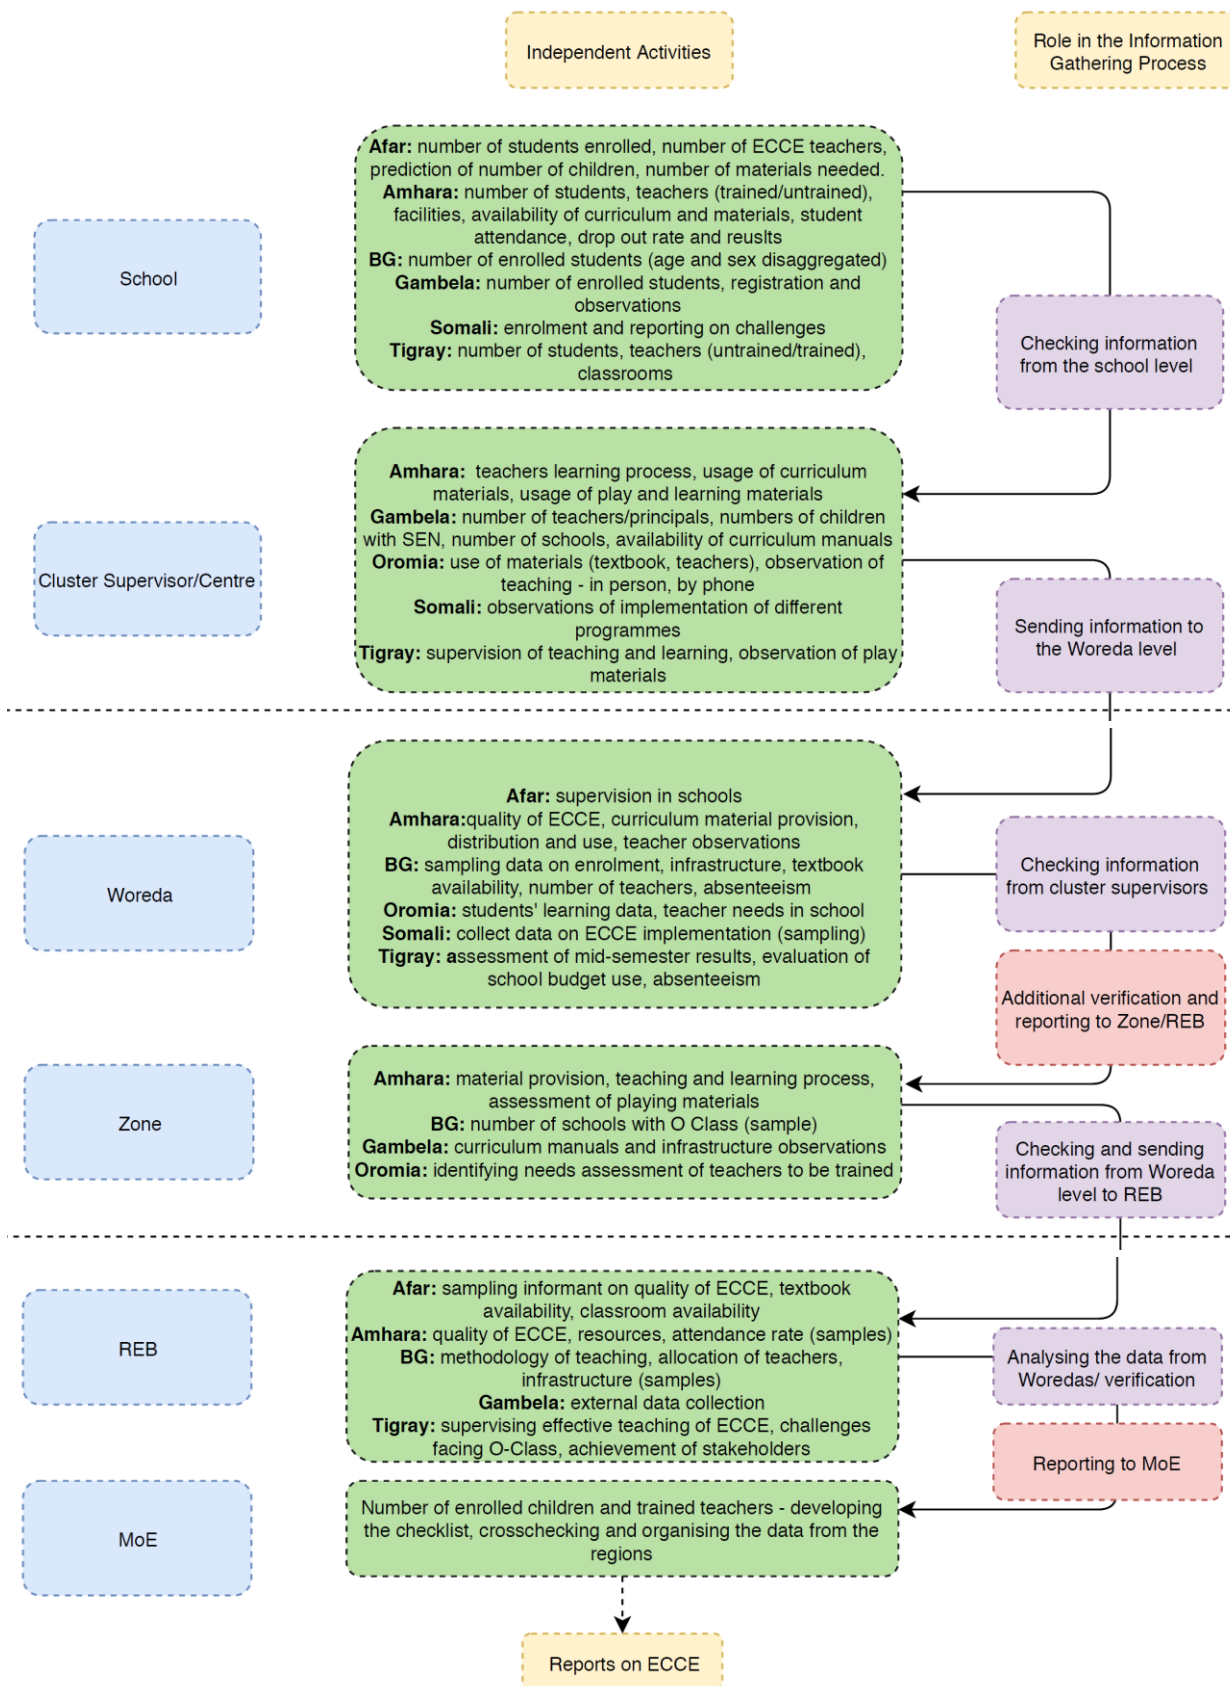 Independent Activities
Role in the Information
Gathering Process
School
Afar: number of students enrolled, number of ECCE teachers,
prediction of number of children, number of materials needed.
Amhara: number of students, teachers (trained/untrained),
facilities, availability of curriculum and materials, student
attendance, drop out rate and reuslts
BG: number of enrolled students (age and sex disaggregated)
Gambela: number of enrolled students, registration and
observations
Somali: enrolment and reporting on challenges
Tigray: number of students, teachers (untrained/trained),
classrooms
Checking information
from the school level
Cluster Supervisor/Centre
Amhara: teachers learning process, usage of curriculum
materials, usage of play and learning materials
Gambela: number of teachers/principals, numbers of children
with SEN, number of schools, availability of curriculum manuals
Oromia: use of materials (textbook, teachers), observation of
teaching - in person, by phone
Somali: observations of implementation of different
programmes
Tigray: supervision of teaching and learning, observation of play
materials
Sending information to
the Woreda level
Woreda
Afar: supervision in schools
Amhara:quality of ECCE, curriculum material provision,
distribution and use, teacher observations
BG: sampling data on enrolment, infrastructure, textbook
availability, number of teachers, absenteeism
Oromia: students' learning data, teacher needs in school
Somali: collect data on ECCE implementation (sampling)
Tigray: assessment of mid-semester results, evaluation of
school budget use, absenteeism
Checking information
from cluster supervisors
Additional verification and
reporting to Zone/REB
Zone
Amhara: material provision, teaching and learning process,
assessment of playing materials
BG: number of schools with O Class (sample)
Gambela: curriculum manuals and infrastructure observations
Oromia: identifying needs assessment of teachers to be trained
Checking and sending
information from Woreda
level to REB
REB
Afar: sampling informant on quality of ECCE, textbook
availability, classroom availability
Amhara: quality of ECCE, resources, attendance rate (samples)
BG: methodology of teaching, allocation of teachers,
infrastructure (samples)
Gambela: external data collection
Tigray: supervising effective teaching of ECCE, challenges
facing O-Class, achievement of stakeholders
Analysing the data from
Woredas/ verification
Reporting to MoE
MoE
Number of enrolled children and trained teachers - developing
the checklist, crosschecking and organising the data from the
regions
Reports on ECCE